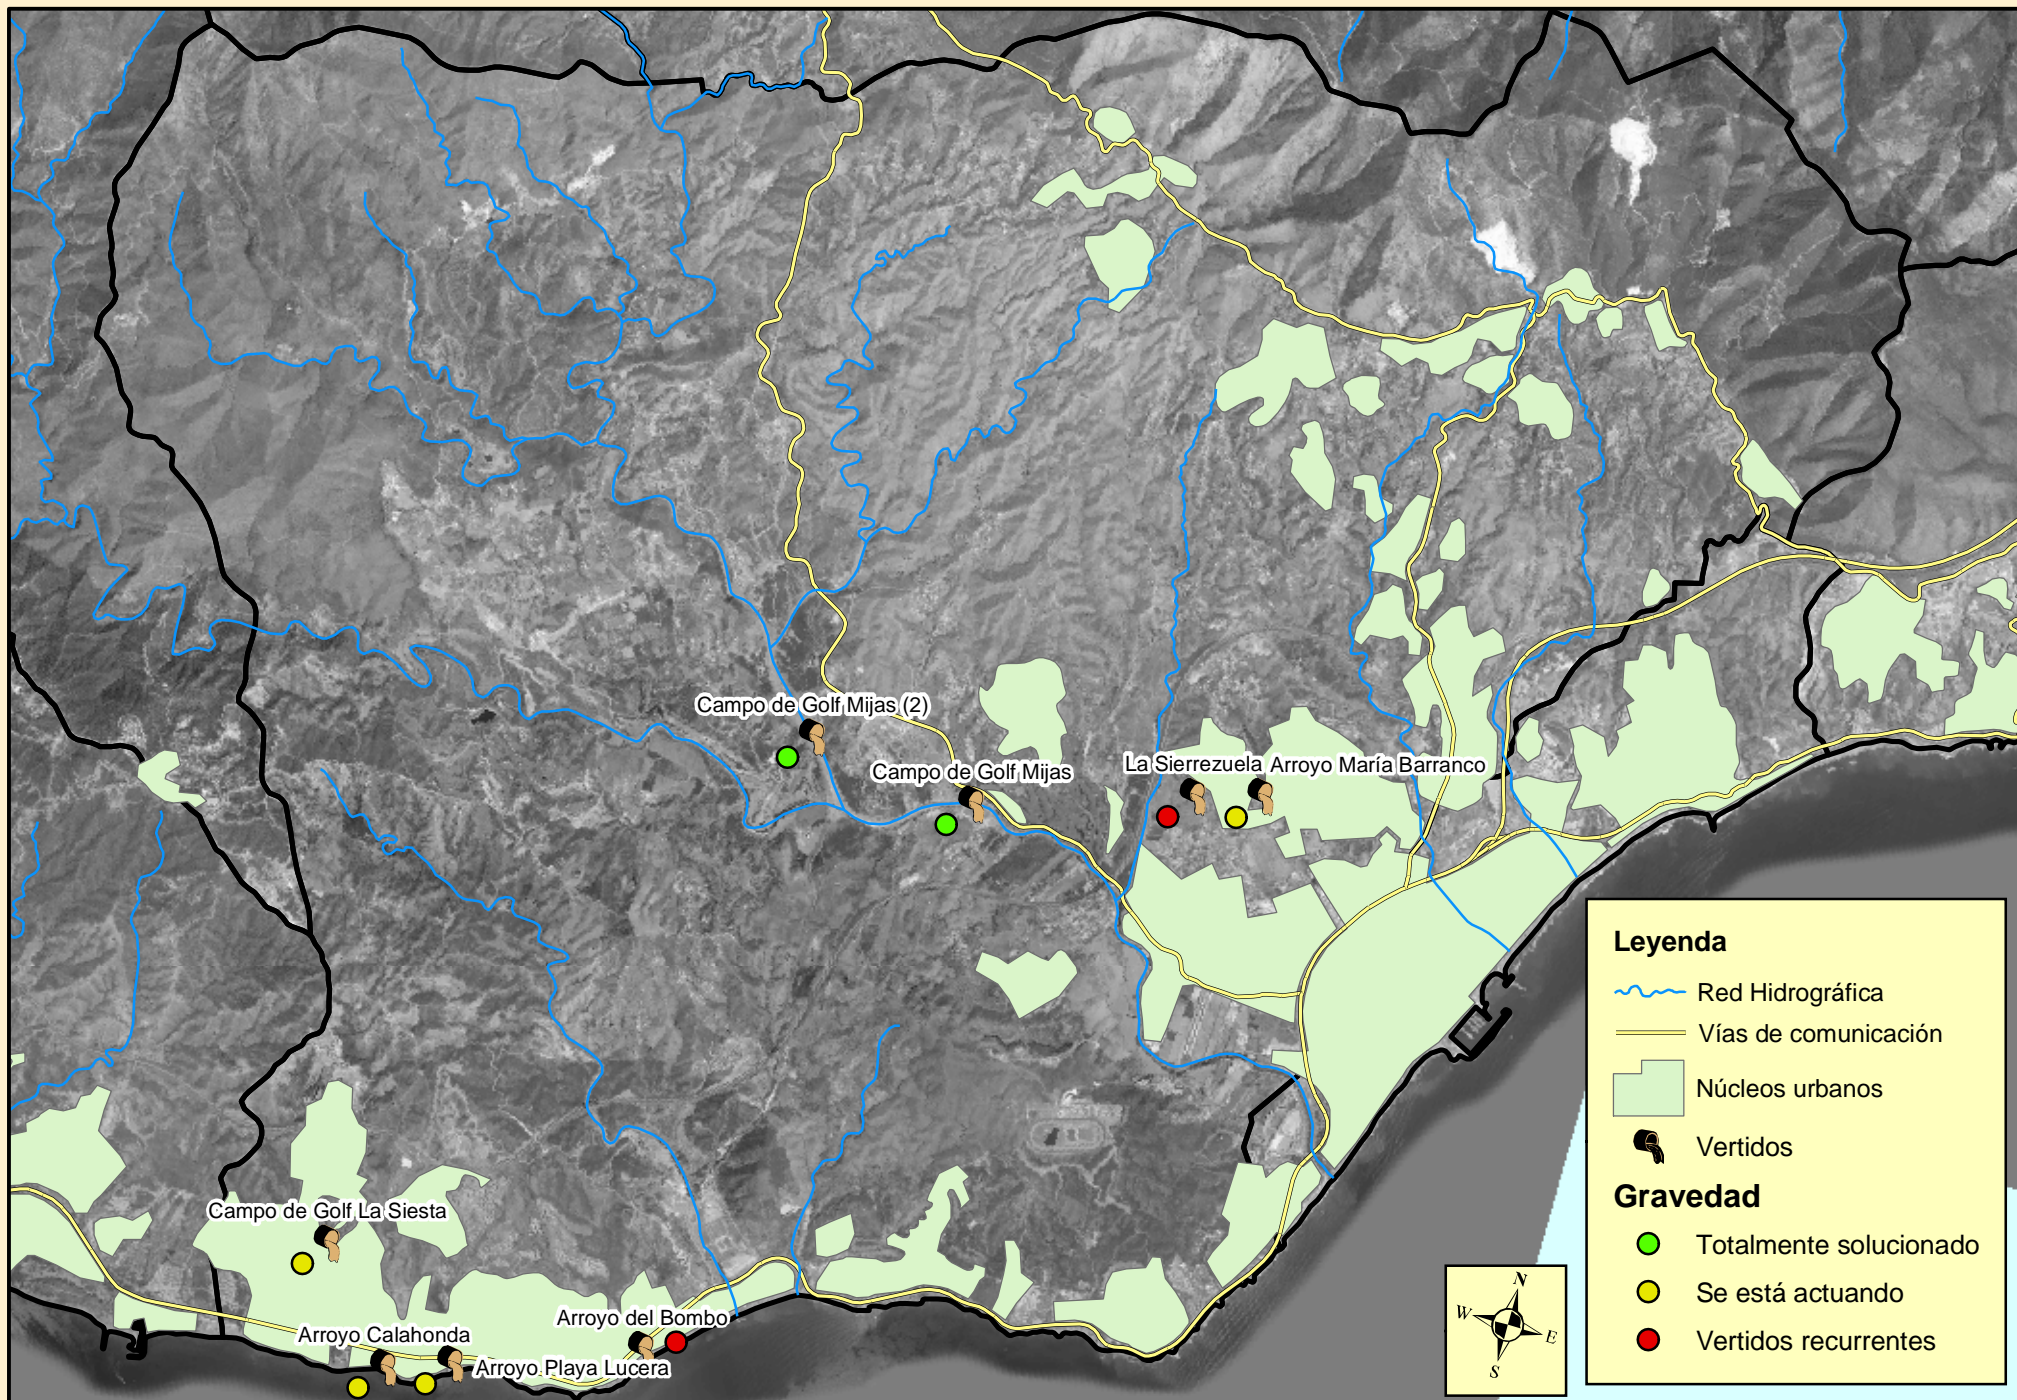 Campo de Golf Mijas (2)
Campo de Golf Mijas
La Sierrezuela
Arroyo María Barranco
Campo de Golf La Siesta
Arroyo del Bombo
Arroyo Calahonda
Arroyo Playa Lucera
Leyenda
Red Hidrográfica
Vías de comunicación
Núcleos urbanos
Vertidos
Gravedad
Totalmente solucionado
Se está actuando
Vertidos recurrentes
N
W
E
S